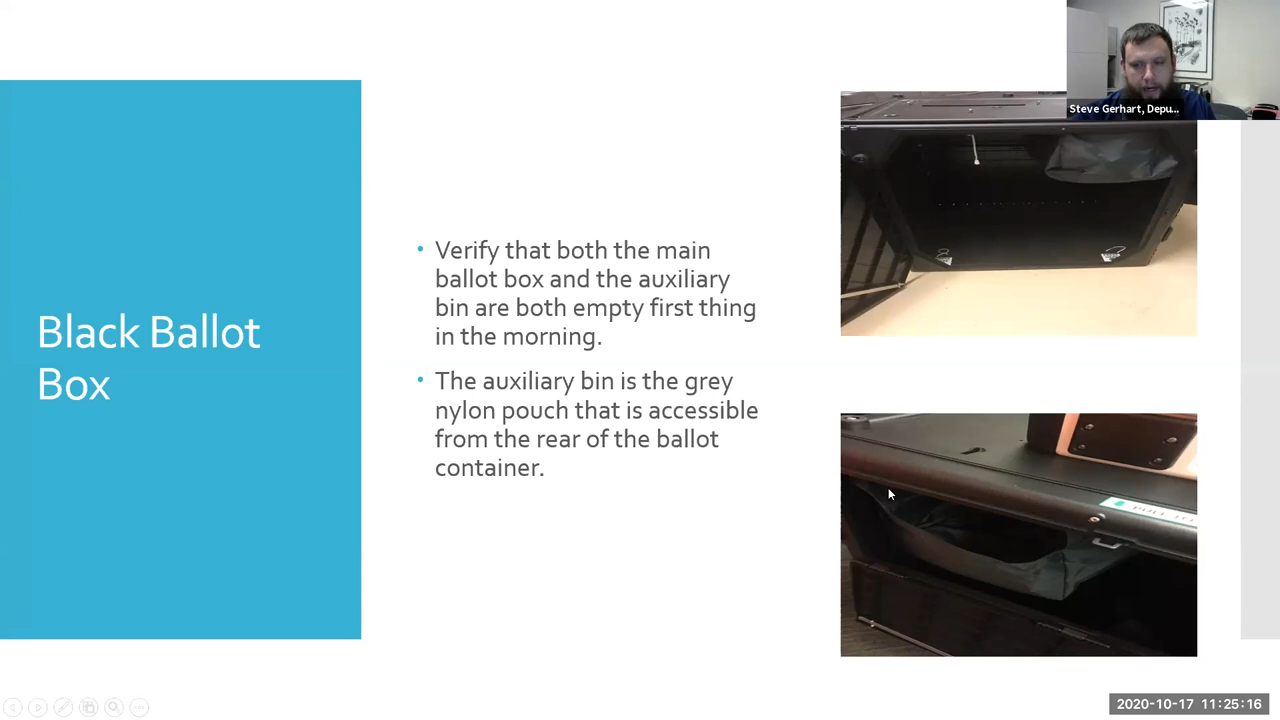 Steve Gerhart, Depu...
Black Ballot
Box
• Verify that both the main
ballot box and the auxiliary
bin are both empty first thing
in the morning.
• The auxiliary bin is the grey
nylon pouch that is accessible
from the rear of the ballot
container.
PULL TO
2020-10-17 11:25:16